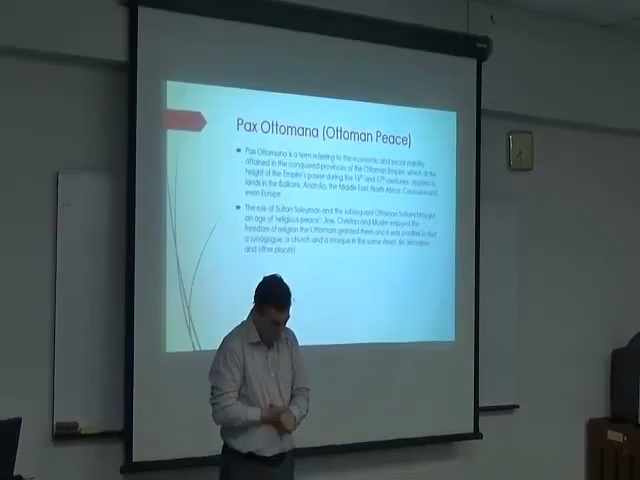 Pax Ottomana (Ottoman Peace)
Pax Ottomana is a term referring to the economic and social stability
attained in the conquered provinces of the Ottoman Empire, which at the
height of the Empire's power during the 16th and 17th centuries, applied to
lands in the Balkans, Anatolia, the Middle East, North Africa, Caucasus and
even Europe.
The rule of Sultan Suleyman and the subsequent Ottoman Sultans brought
an age of 'religious peace': Jew, Christian and Muslim enjoyed the
freedom of religion the Ottomans granted them and it was possible to find
a synagogue, a church and a mosque in the same street (in Jerusalem
and other places)